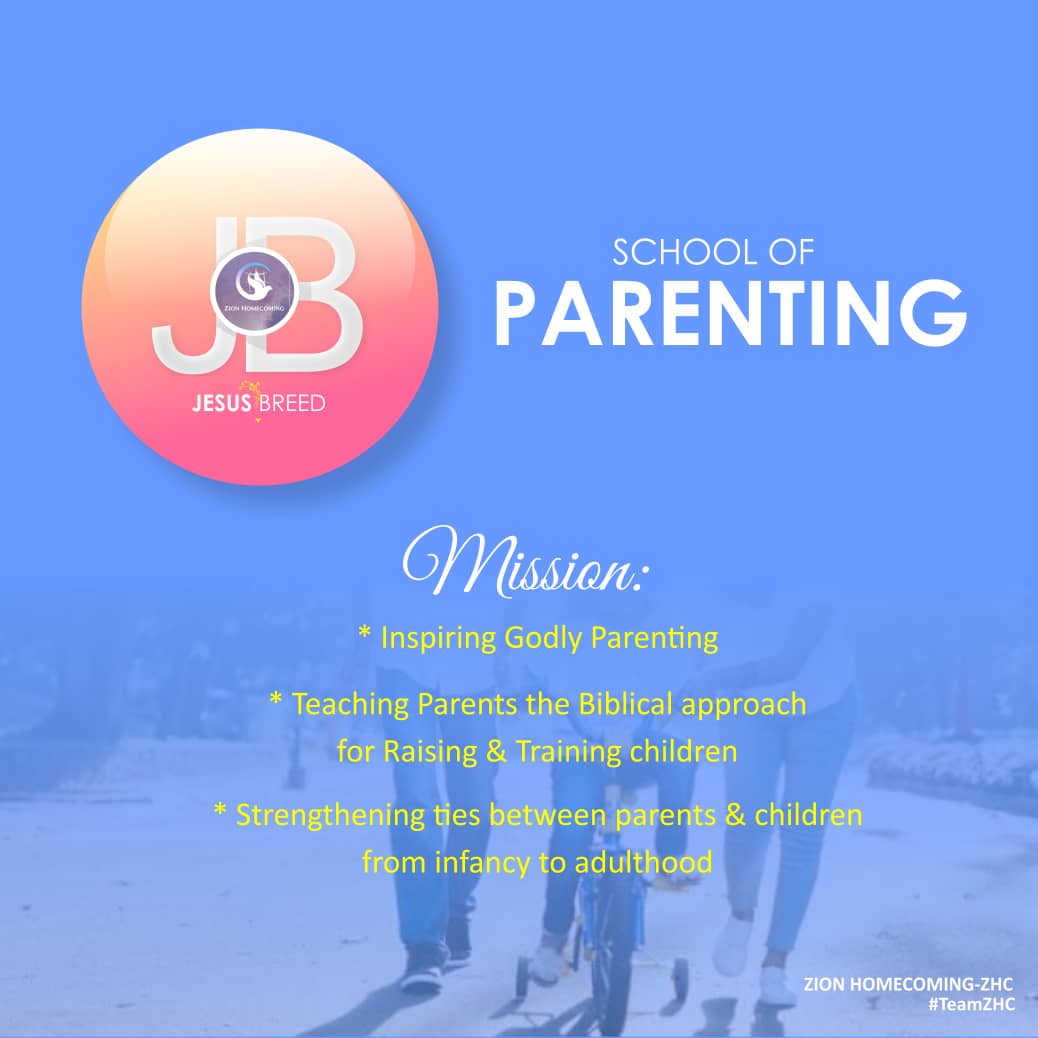 JB
ZION HOMECOMING
JESUS BREED
SCHOOL OF
PARENTING
Mission:
* Inspiring Godly Parenting
* Teaching Parents the Biblical approach
for Raising & Training children
* Strengthening ties between parents & children
from infancy to adulthood
ZION HOMECOMING-ZHC
#TeamZHC